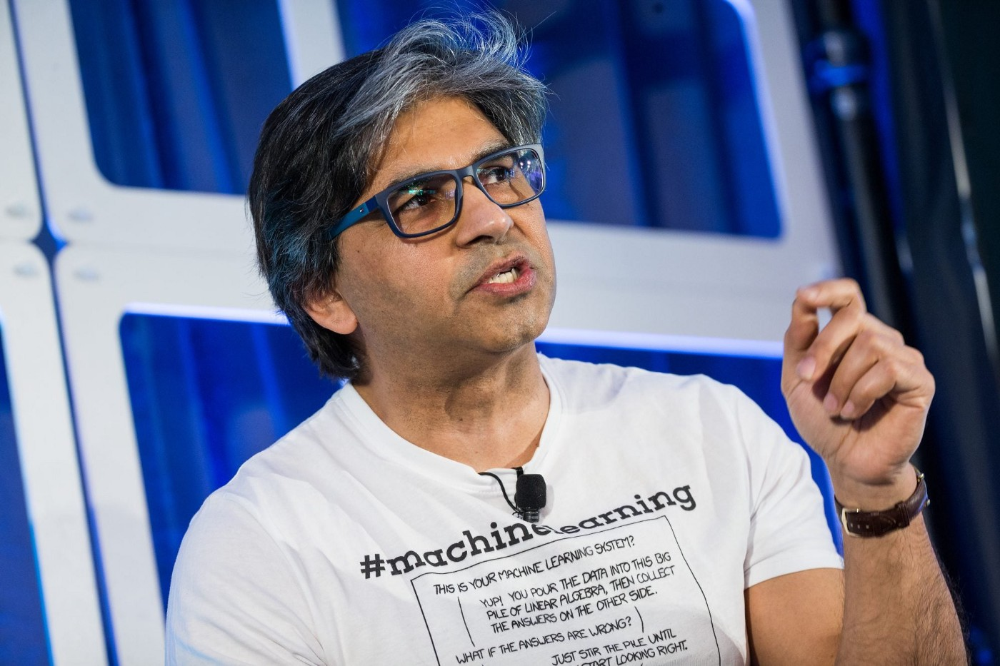 #machinelearning
THIS IS YOUR MACHINE LEARNING SYSTEM?
YUP! YOU POUR THE DATA INTO THIS BIG
PILE OF LINEAR ALGEBRA, THEN COLLECT
THE ANSWERS ON THE OTHER SIDE.
WHAT IF THE ANSWERS ARE WRONG?
JUST STIR THE PILE UNTIL
START LOOKING RIGHT.